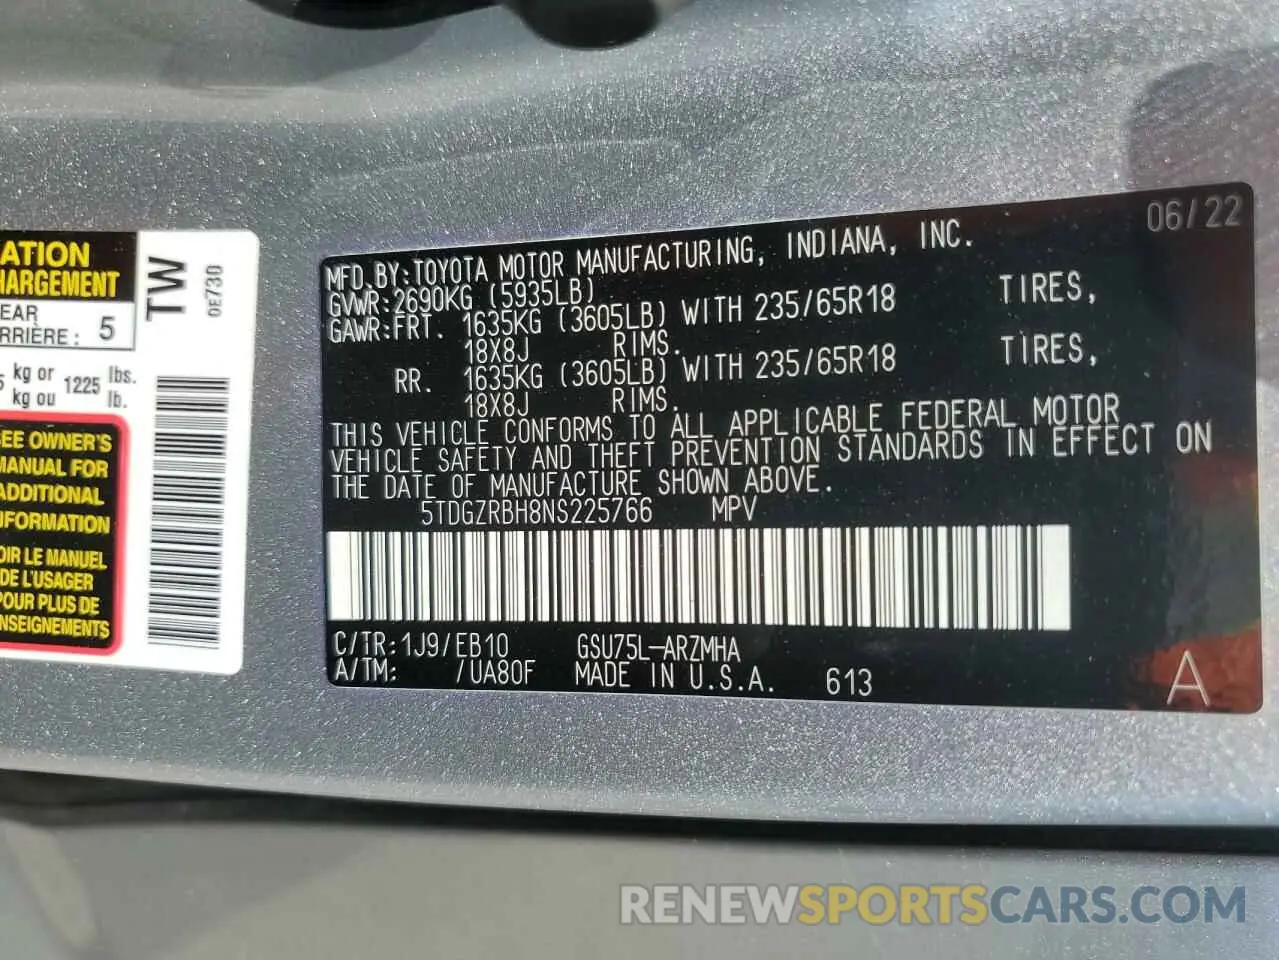 ATION
HARGEMENT
EAR
RRIÈRE : 5
kg or
kg ou 1225 lbs.
lb.
EE OWNER'S
MANUAL FOR
ADDITIONAL
FORMATION
OIR LE MANUEL
DE L'USAGER
POUR PLUS DE
NSEIGNEMENTS
TW
0E730
06/22
MFD.BY:TOYOTA MOTOR MANUFACTURING, INDIANA, INC.
GVWR:2690KG (5935LB)
GAWR:FRT. 1635KG (3605LB) WITH 235/65R18 TIRES,
18X8J RIMS.
RR. 1635KG (3605LB) WITH 235/65R18 TIRES,
18X8J RIMS.
THIS VEHICLE CONFORMS TO ALL APPLICABLE FEDERAL MOTOR
VEHICLE SAFETY AND THEFT PREVENTION STANDARDS IN EFFECT ON
THE DATE OF MANUFACTURE SHOWN ABOVE.
5TDGZRBH8NS225766 MPV
C/TR:1J9/EB10 GSU75L-ARZMHA
A/TM: /UA80F MADE IN U.S.A. 613
A
RENEWSPORTSCARS.COM